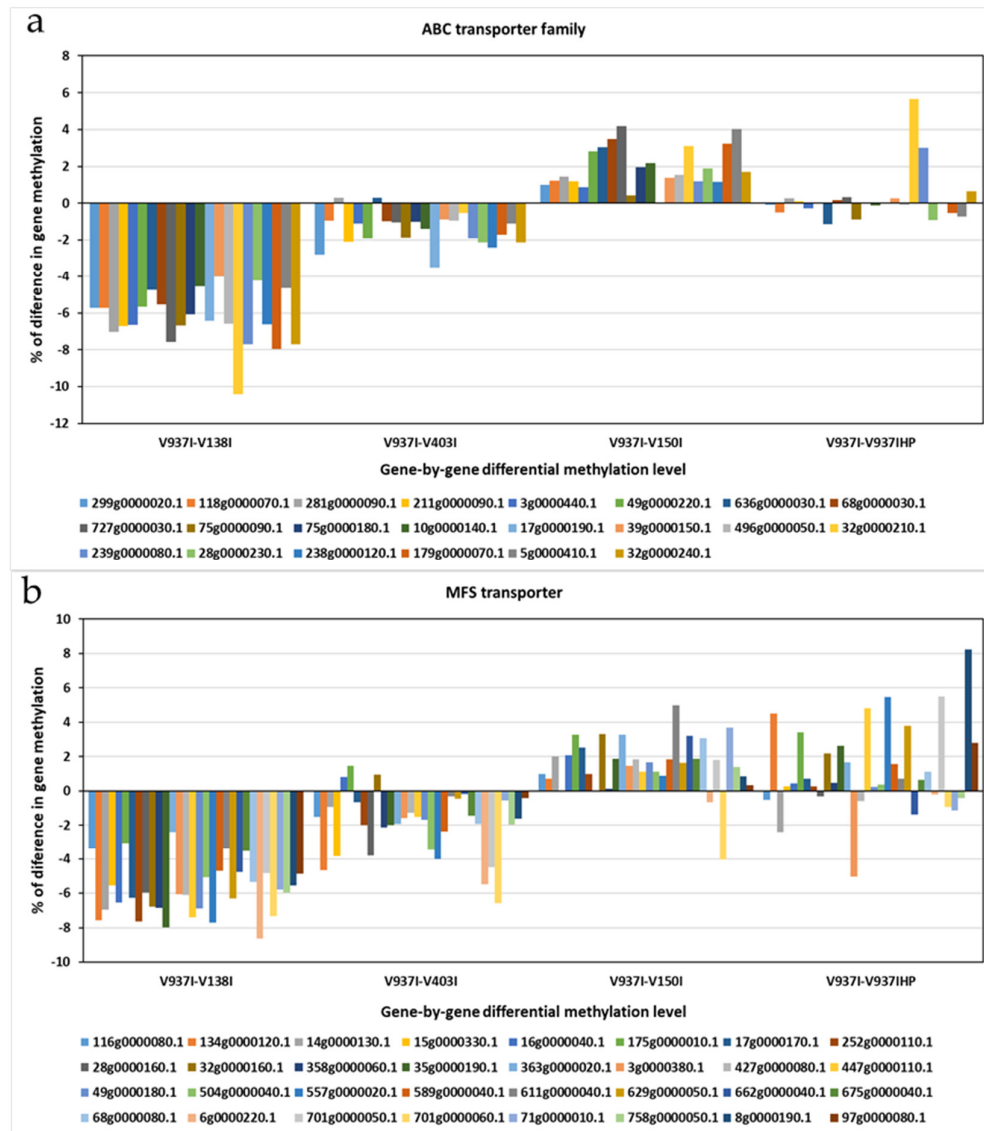 a
ABC transporter family
8
6
4
2
0
-2
-4
-6
-8
-10
-12
% of diference in gene methylation
V937I-V138I V937I-V403I V937I-V150I V937I-V937IHP
Gene-by-gene differential methylation level
299g0000020.1 118g0000070.1 281g0000090.1 211g0000090.1 3g0000440.1 49g0000220.1 636g0000030.1 68g0000030.1
727g0000030.1 75g0000090.1 75g0000180.1 10g0000140.1 17g0000190.1 39g0000150.1 496g0000050.1 32g0000210.1
239g0000080.1 28g0000230.1 238g0000120.1 179g0000070.1 5g0000410.1 32g0000240.1
b
MFS transporter
10
8
6
4
2
0
-2
-4
-6
-8
-10
% of diference in gene methylation
V937I-V138I V937I-V403I V937I-V150I V937I-V937IHP
Gene-by-gene differential methylation level
116g0000080.1 134g0000120.1 14g0000130.1 15g0000330.1 16g0000040.1 175g0000010.1 17g0000170.1 252g0000110.1
28g0000160.1 32g0000160.1 358g0000060.1 35g0000190.1 363g0000020.1 3g0000380.1 427g0000080.1 447g0000110.1
49g0000180.1 504g0000040.1 557g0000020.1 589g0000040.1 611g0000040.1 629g0000050.1 662g0000040.1 675g0000040.1
68g0000080.1 6g0000220.1 701g0000050.1 701g0000060.1 71g0000010.1 758g0000050.1 8g0000190.1 97g0000080.1